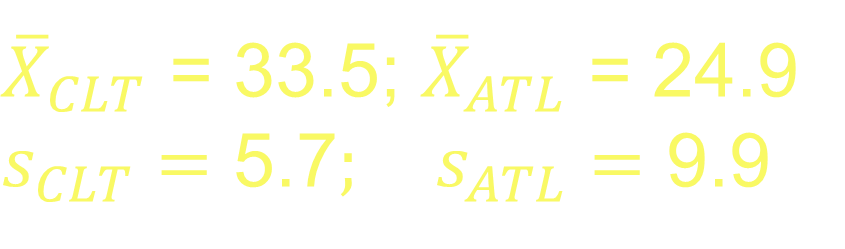 X̄_CLT = 33.5; X̄_ATL = 24.9
s_CLT = 5.7; s_ATL = 9.9